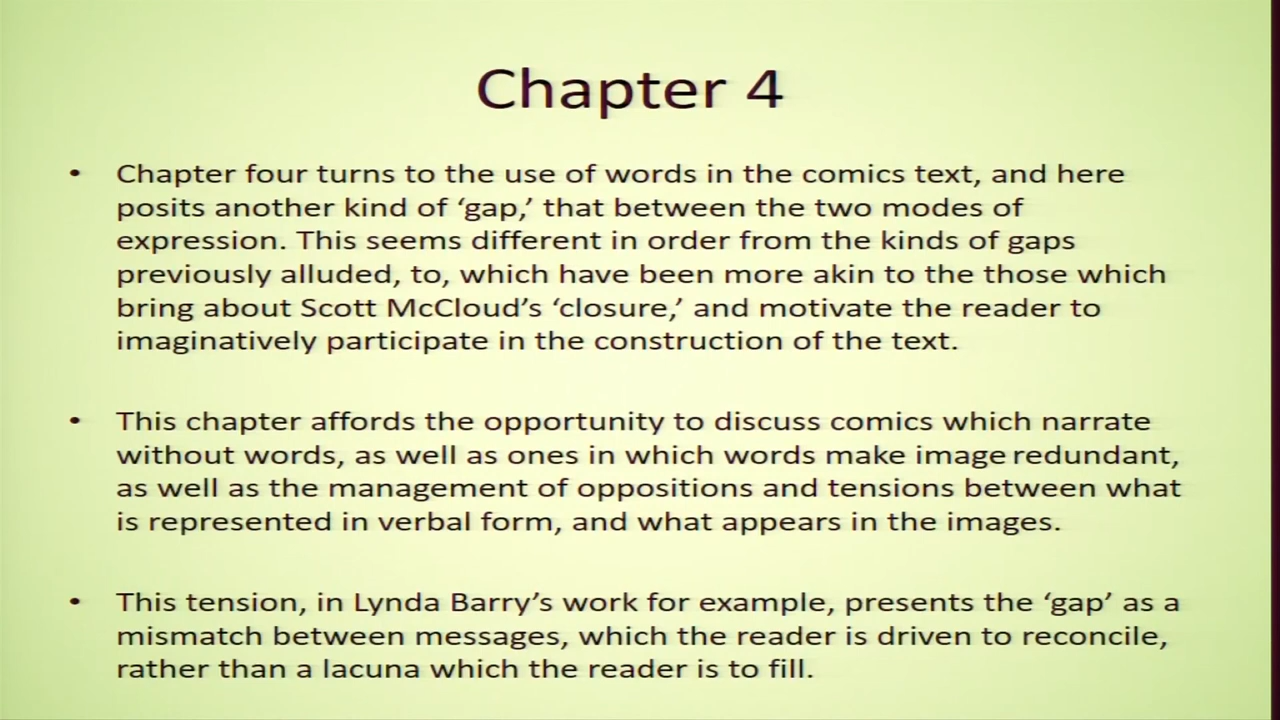 Chapter 4
• Chapter four turns to the use of words in the comics text, and here
posits another kind of ‘gap,’ that between the two modes of
expression. This seems different in order from the kinds of gaps
previously alluded, to, which have been more akin to the those which
bring about Scott McCloud’s ‘closure,’ and motivate the reader to
imaginatively participate in the construction of the text.
• This chapter affords the opportunity to discuss comics which narrate
without words, as well as ones in which words make image redundant,
as well as the management of oppositions and tensions between what
is represented in verbal form, and what appears in the images.
• This tension, in Lynda Barry’s work for example, presents the ‘gap’ as a
mismatch between messages, which the reader is driven to reconcile,
rather than a lacuna which the reader is to fill.